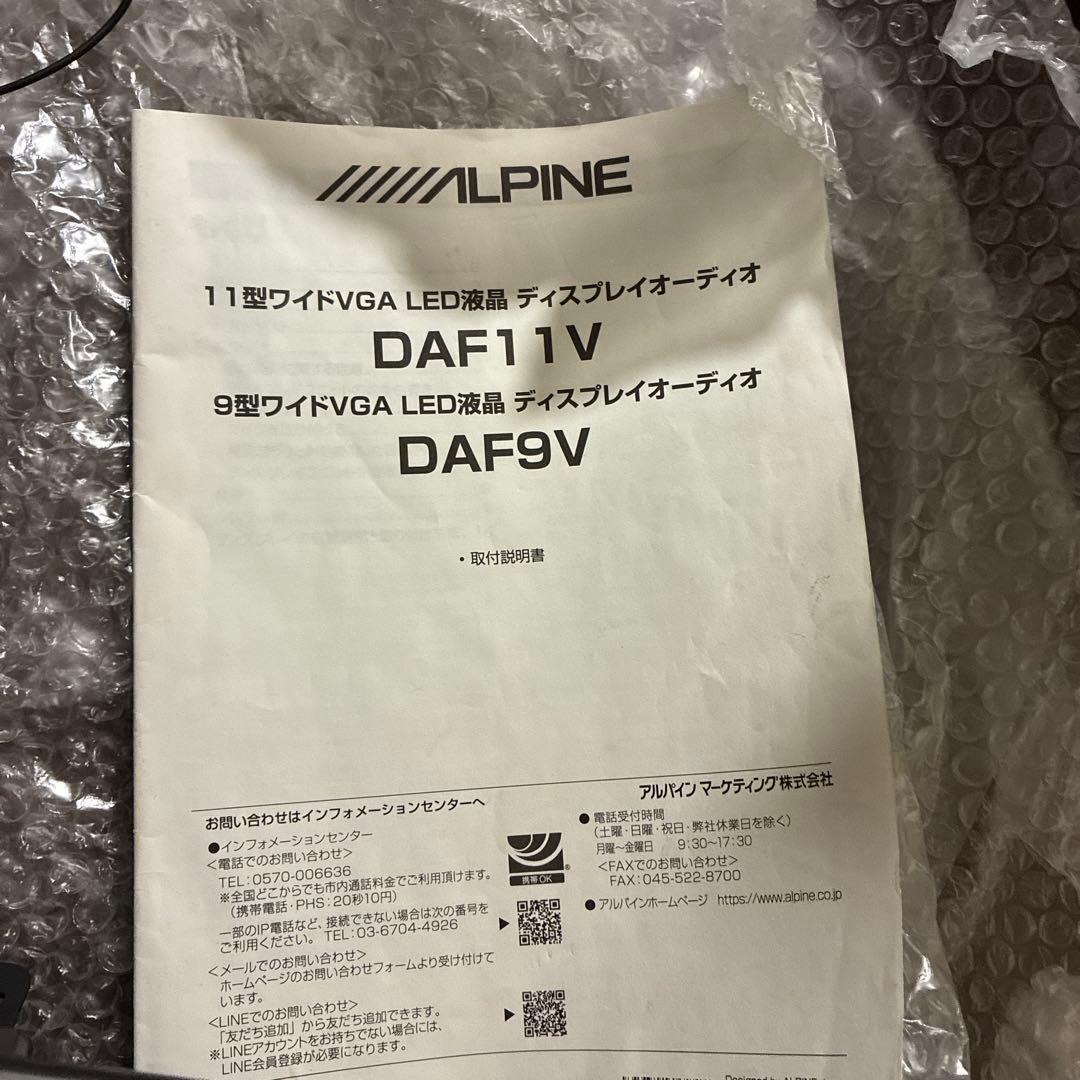 ALPINE
11型ワイドVGA LED液晶 ディスプレイオーディオ
DAF11V
9型ワイドVGA LED液晶 ディスプレイオーディオ
DAF9V
・取付説明書
アルパイン マーケティング株式会社
お問い合わせはインフォメーションセンターへ
●インフォメーションセンター
<電話でのお問い合わせ>
TEL:0570-006636
※全国どこからでも市内通話料金でご利用頂けます。
(携帯電話・PHS:20秒10円)
一部のIP電話など、接続できない場合は次の番号を
ご利用ください。 TEL:03-6704-4926
<メールでのお問い合わせ>
ホームページのお問い合わせフォームより受け付けて
います。
<LINEでのお問い合わせ>
「友だち追加」から友だち追加できます。
※LINEアカウントをお持ちでない場合には、
LINE会員登録が必要になります。
携帯OK
●電話受付時間
(土曜・日曜・祝日・弊社休業日を除く)
月曜〜金曜日 9:30〜17:30
<FAXでのお問い合わせ>
FAX:045-522-8700
●アルパインホームページ https://www.alpine.co.jp
Designed by ALPINE